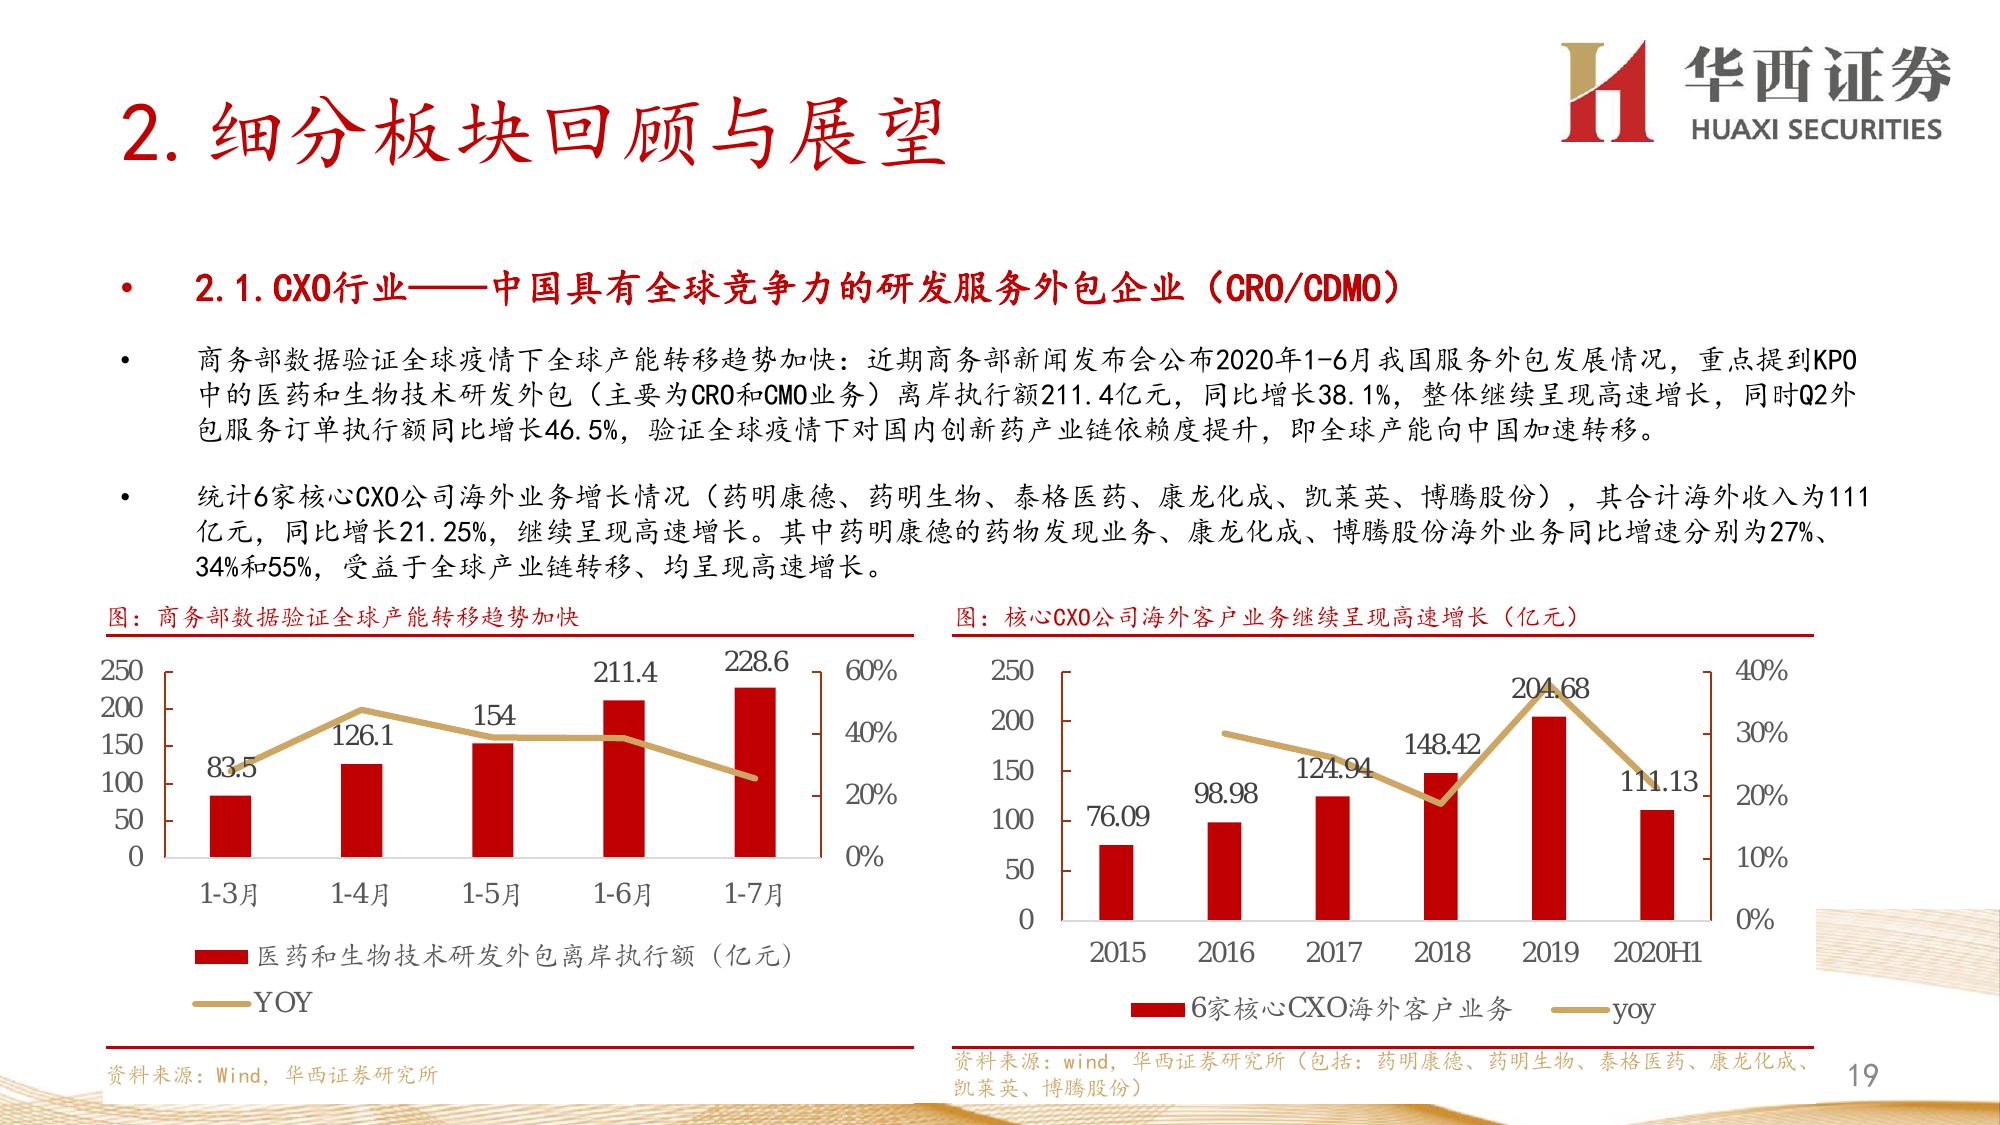 华西证券
HUAXI SECURITIES
2. 细分板块回顾与展望
• 2.1.CXO行业——中国具有全球竞争力的研发服务外包企业（CRO/CDMO）
• 商务部数据验证全球疫情下全球产能转移趋势加快：近期商务部新闻发布会公布2020年1-6月我国服务外包发展情况，重点提到KPO
中的医药和生物技术研发外包（主要为CRO和CMO业务）离岸执行额211.4亿元，同比增长38.1%，整体继续呈现高速增长，同时Q2外
包服务订单执行额同比增长46.5%，验证全球疫情下对国内创新药产业链依赖度提升，即全球产能向中国加速转移。
• 统计6家核心CXO公司海外业务增长情况（药明康德、药明生物、泰格医药、康龙化成、凯莱英、博腾股份），其合计海外收入为111
亿元，同比增长21.25%，继续呈现高速增长。其中药明康德的药物发现业务、康龙化成、博腾股份海外业务同比增速分别为27%、
34%和55%，受益于全球产业链转移、均呈现高速增长。
图：商务部数据验证全球产能转移趋势加快
250
200
150
100
50
0
83.5
126.1
154
211.4
228.6
60%
40%
20%
0%
1-3月 1-4月 1-5月 1-6月 1-7月
医药和生物技术研发外包离岸执行额（亿元）
YOY
资料来源：Wind，华西证券研究所
图：核心CXO公司海外客户业务继续呈现高速增长（亿元）
250
200
150
100
50
0
76.09
98.98
124.94
148.42
204.68
111.13
40%
30%
20%
10%
0%
2015 2016 2017 2018 2019 2020H1
6家核心CXO海外客户业务 yoy
资料来源：wind，华西证券研究所（包括：药明康德、药明生物、泰格医药、康龙化成、
凯莱英、博腾股份）
19